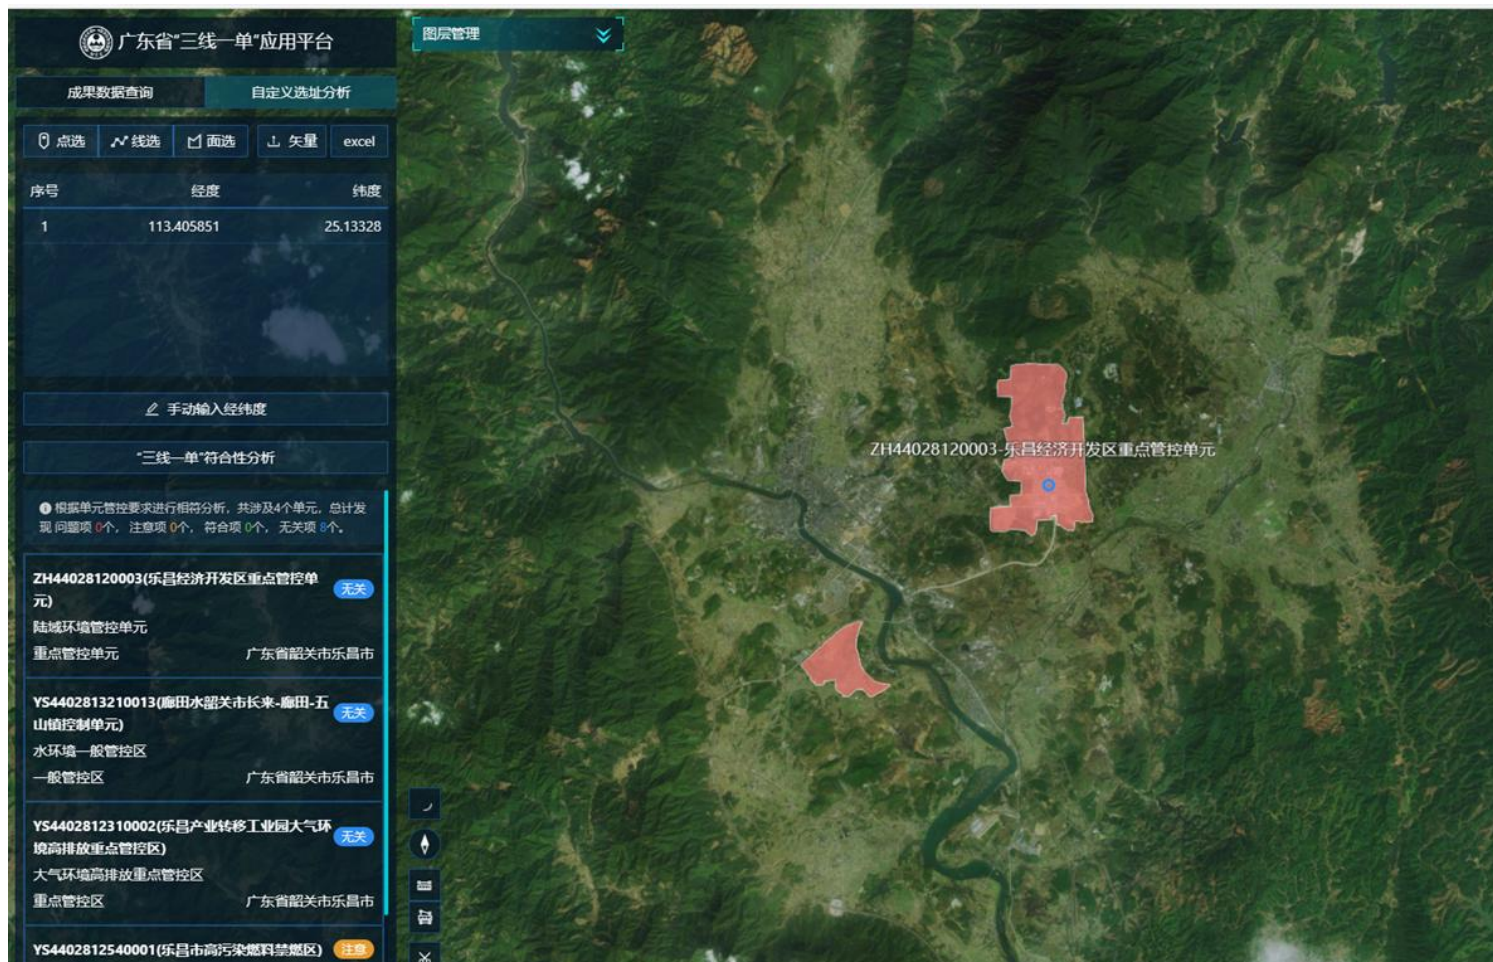 广东省“三线一单”应用平台
图层管理
成果数据查询
自定义选址分析
点选
线选
面选
矢量
excel
序号 经度 纬度
1 113.405851 25.13328
手动输入经纬度
“三线一单”符合性分析
根据单元管控要求进行相符分析，共涉及4个单元，总计发
现 问题项 0个， 注意项 0个， 符合项 0个， 无关项 8个。
ZH44028120003(乐昌经济开发区重点管控单
元)
无关
陆域环境管控单元
重点管控单元 广东省韶关市乐昌市
YS4402813210013(廊田水韶关市长来-廊田-五
山镇控制单元)
无关
水环境一般管控区
一般管控区 广东省韶关市乐昌市
YS4402812310002(乐昌产业转移工业园大气环
境高排放重点管控区)
无关
大气环境高排放重点管控区
重点管控区 广东省韶关市乐昌市
YS4402812540001(乐昌市高污染燃料禁燃区) 注意
ZH44028120003-乐昌经济开发区重点管控单元